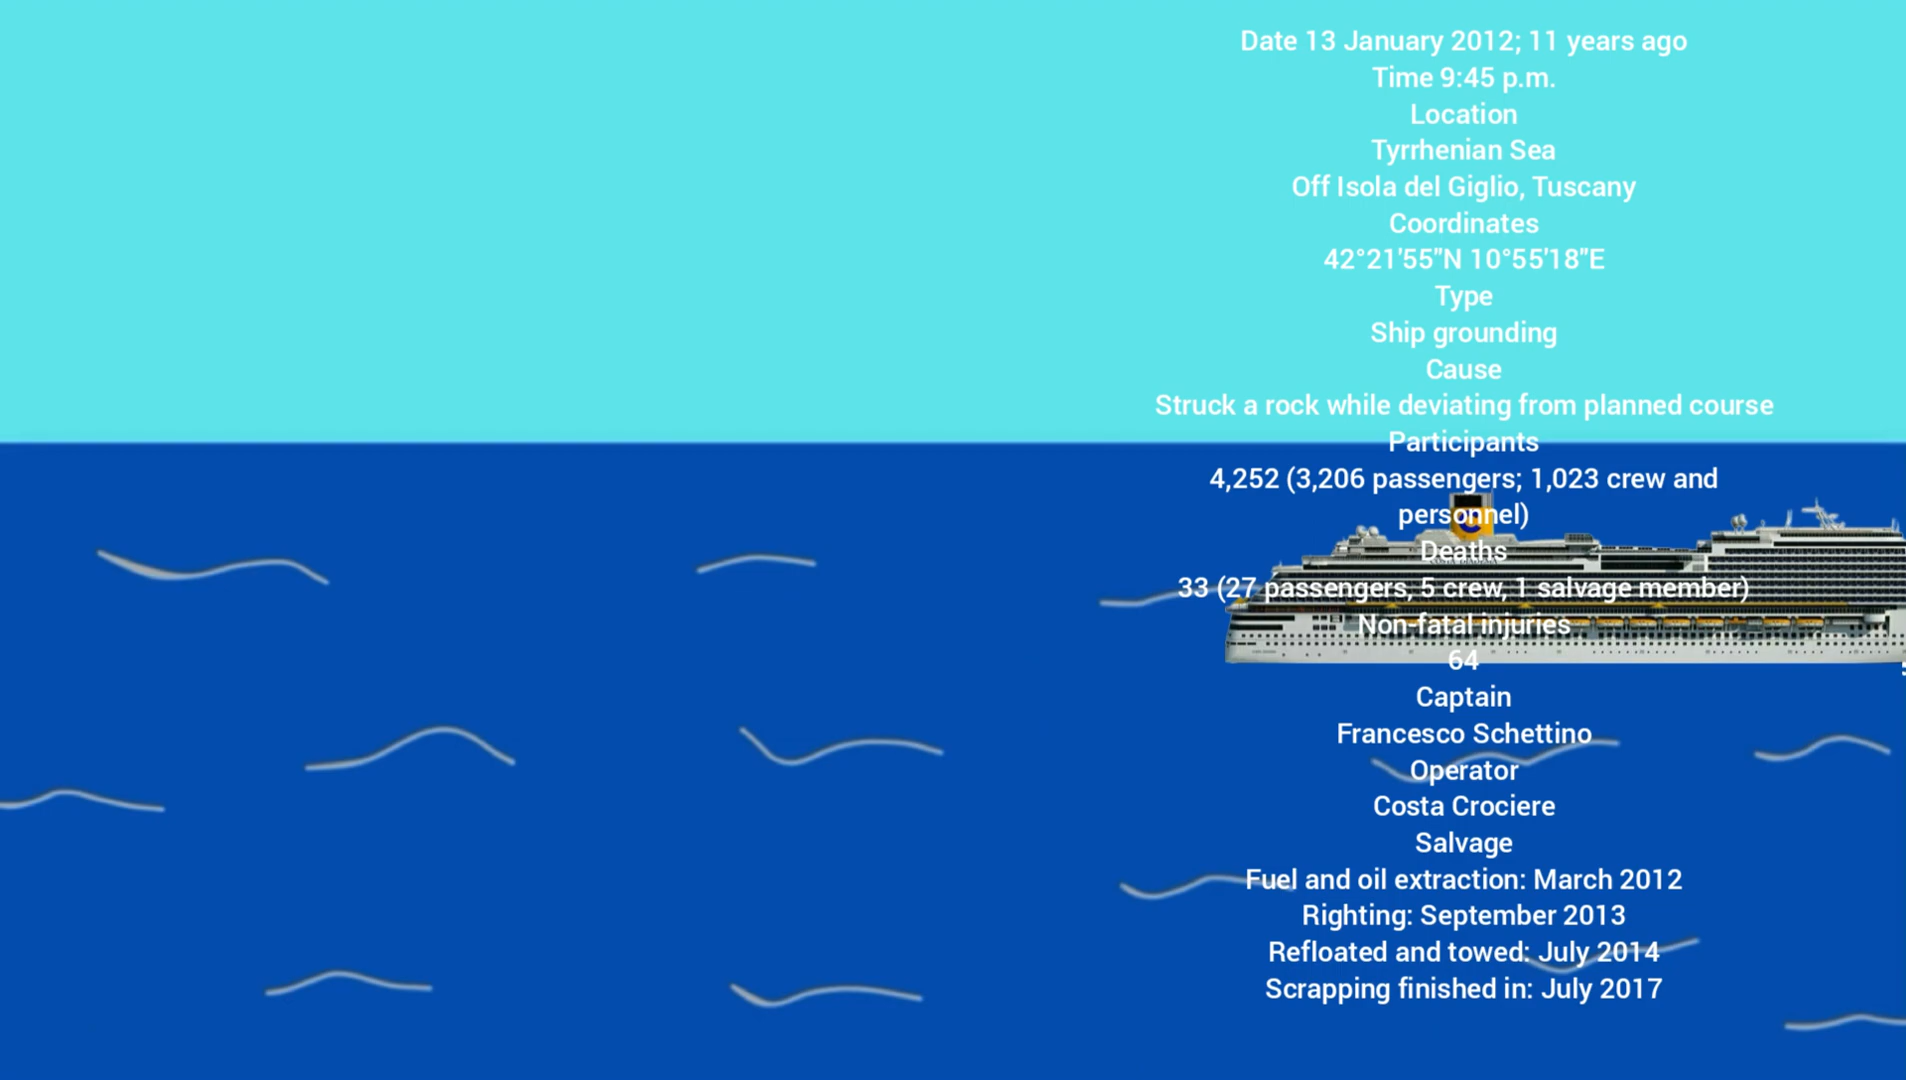 Date 13 January 2012; 11 years ago
Time 9:45 p.m.
Location
Tyrrhenian Sea
Off Isola del Giglio, Tuscany
Coordinates
42°21'55"N 10°55'18"E
Type
Ship grounding
Cause
Struck a rock while deviating from planned course
Participants
4,252 (3,206 passengers; 1,023 crew and
personnel)
Deaths
33 (27 passengers, 5 crew, 1 salvage member)
Non-fatal injuries
64
Captain
Francesco Schettino
Operator
Costa Crociere
Salvage
Fuel and oil extraction: March 2012
Righting: September 2013
Refloated and towed: July 2014
Scrapping finished in: July 2017